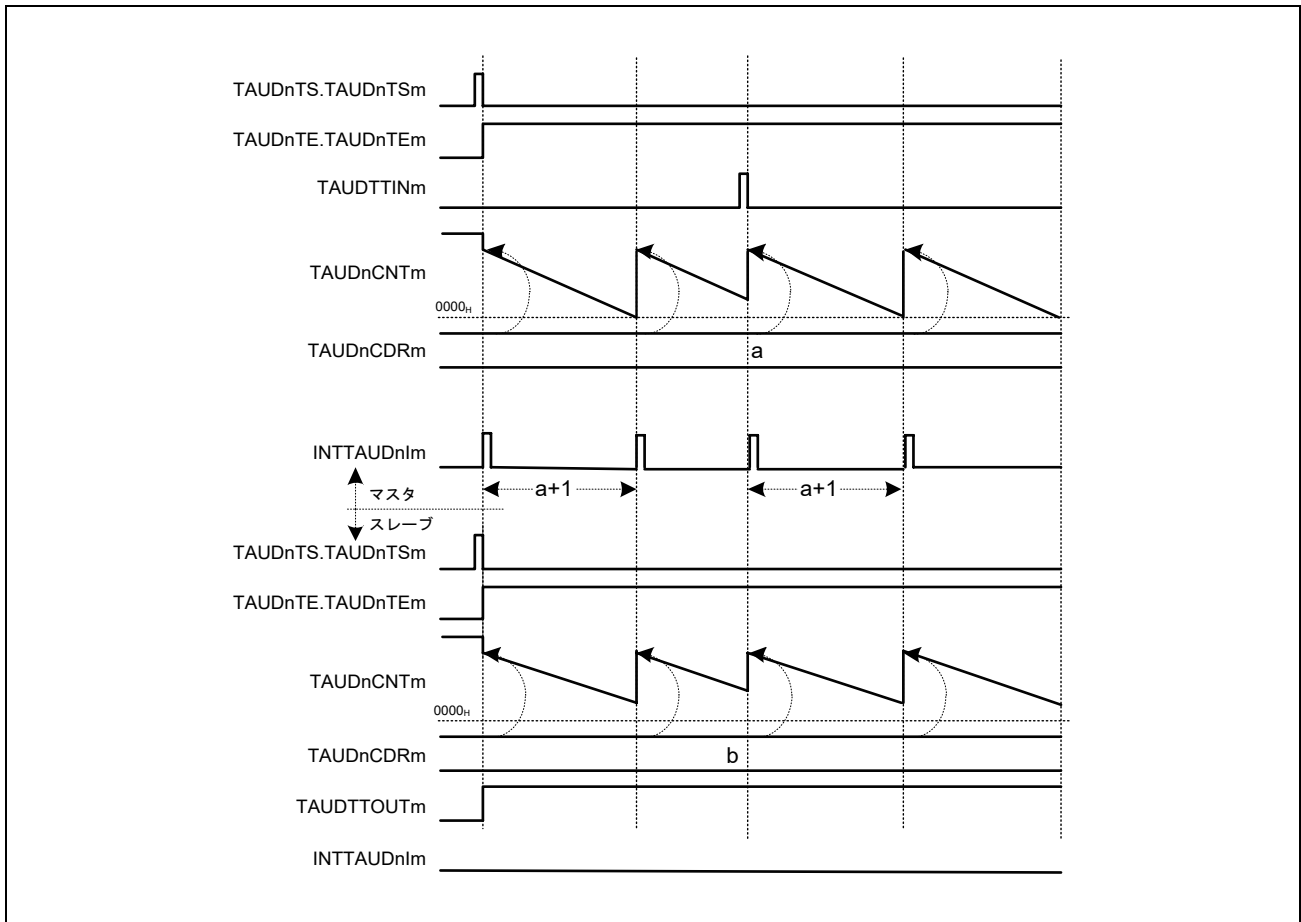 TAUDnTS.TAUDnTSm
TAUDnTE.TAUDnTEm
TAUDTTINm
TAUDnCNTm
0000H
TAUDnCDRm
a
INTTAUDnIm
a+1
a+1
マスタ
スレーブ
TAUDnTS.TAUDnTSm
TAUDnTE.TAUDnTEm
TAUDnCNTm
0000H
TAUDnCDRm
b
TAUDTTOUTm
INTTAUDnIm